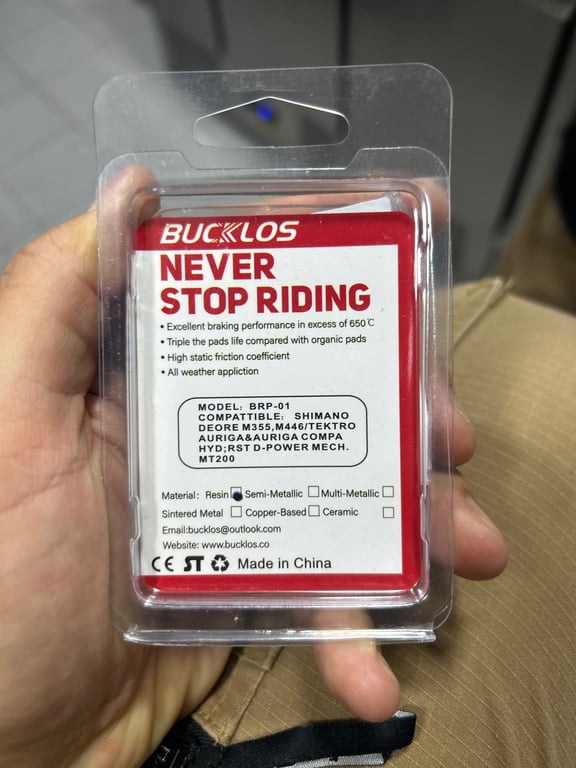 BUCKLOS
NEVER
STOP RIDING
• Excellent braking performance in excess of 650℃
• Triple the pads life compared with organic pads
• High static friction coefficient
• All weather appliction
MODEL: BRP-01
COMPATTIBLE: SHIMANO
DEORE M355,M446/TEKTRO
AURIGA&AURIGA COMPA
HYD;RST D-POWER MECH.
MT200
Material: Resin Semi-Metallic Multi-Metallic
Sintered Metal Copper-Based Ceramic
Email:bucklos@outlook.com
Website: www.bucklos.co
CE ST Made in China